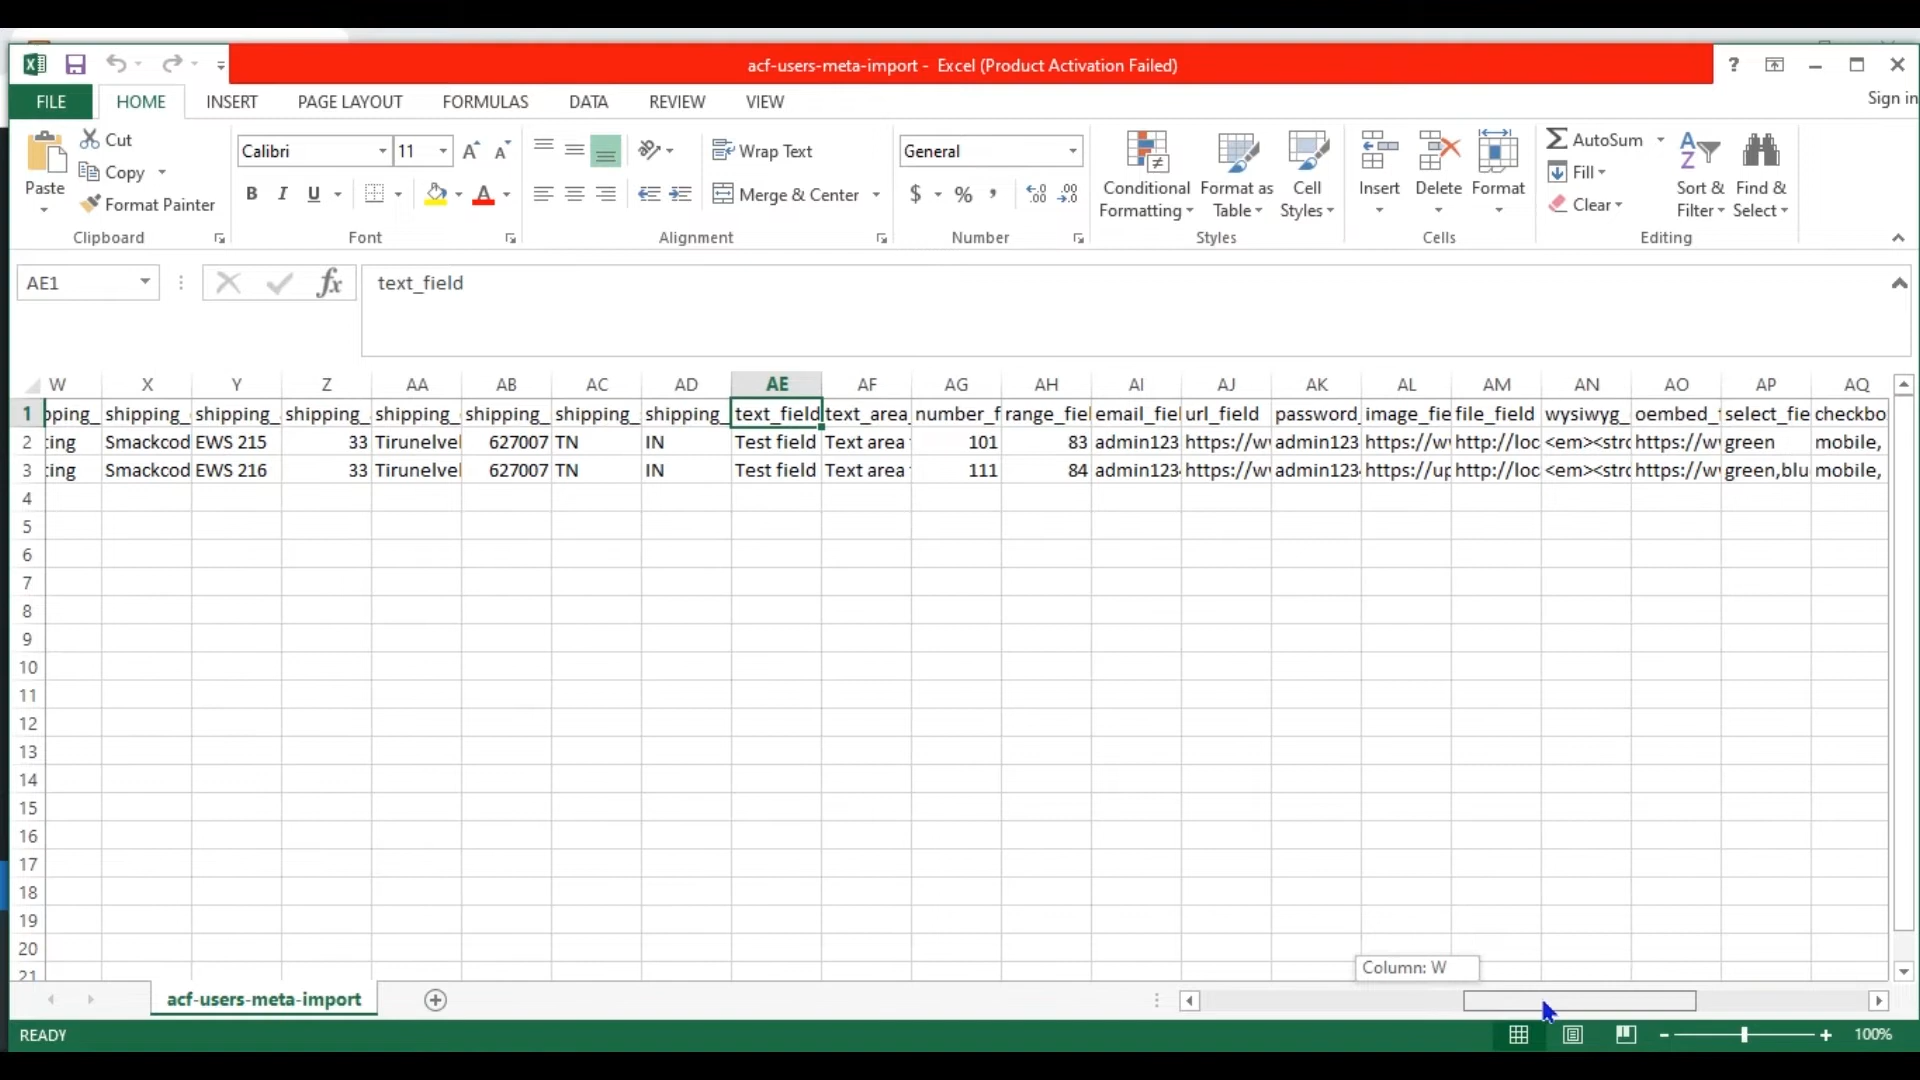 acf-users-meta-import - Excel (Product Activation Failed)
?
FILE HOME INSERT PAGE LAYOUT FORMULAS DATA REVIEW VIEW
Sign in
Paste
Cut
Copy
Format Painter
Clipboard
Calibri 11
B I U
Font
Wrap Text
Merge & Center
Alignment
General
$ % ,
Number
Conditional Formatting
Format as Table
Cell Styles
Styles
Insert
Delete
Format
Cells
AutoSum
Fill
Clear
Sort & Filter
Find & Select
Editing
AE1
fx
text_field
W X Y Z AA AB AC AD AE AF AG AH AI AJ AK AL AM AN AO AP AQ
1 pping_ shipping_ shipping_ shipping_ shipping_ shipping_ shipping_ shipping_ text_field text_area_ number_f range_fiel email_fiel url_field password_ image_fie file_field wysiwyg_ oembed_ select_fie checkbo
2 ting Smackcod EWS 215 33 Tirunelvel 627007 TN IN Test field Text area 101 83 admin123 https://w admin123 https://w http://loc <em><stro https://w green mobile,
3 ting Smackcod EWS 216 33 Tirunelvel 627007 TN IN Test field Text area 111 84 admin123 https://w admin123 https://up http://loc <em><stro https://w green,blu mobile,
4
5
6
7
8
9
10
11
12
13
14
15
16
17
18
19
20
21
Column: W
acf-users-meta-import
READY
100%